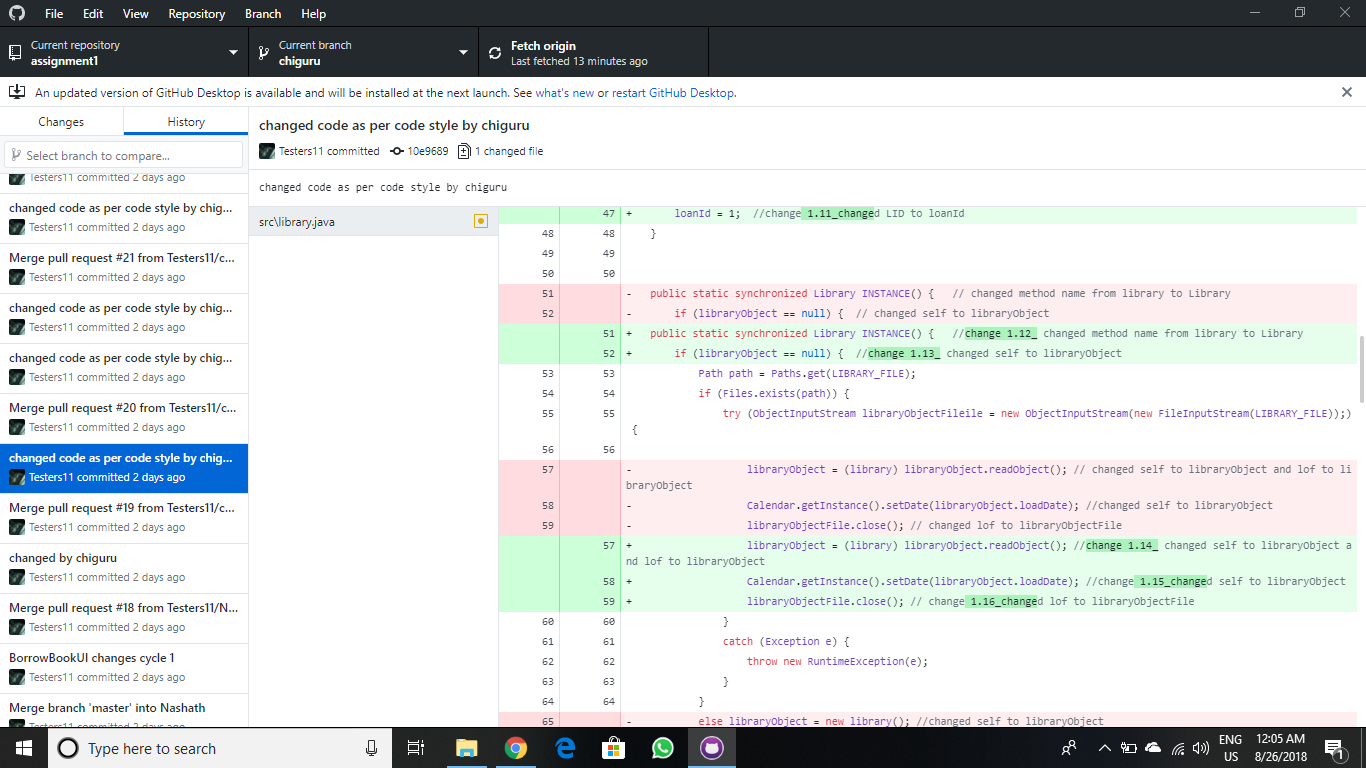 File Edit View Repository Branch Help
Current repository
assignment1
Current branch
chiguru
Fetch origin
Last fetched 13 minutes ago
An updated version of GitHub Desktop is available and will be installed at the next launch. See what's new or restart GitHub Desktop.
Changes History
Select branch to compare...
Testers11 committed 2 days ago
changed code as per code style by chig...
Testers11 committed 2 days ago
Merge pull request #21 from Testers11/c...
Testers11 committed 2 days ago
changed code as per code style by chig...
Testers11 committed 2 days ago
changed code as per code style by chig...
Testers11 committed 2 days ago
Merge pull request #20 from Testers11/c...
Testers11 committed 2 days ago
changed code as per code style by chig...
Testers11 committed 2 days ago
Merge pull request #19 from Testers11/c...
Testers11 committed 2 days ago
changed by chiguru
Testers11 committed 2 days ago
Merge pull request #18 from Testers11/N...
Testers11 committed 2 days ago
BorrowBookUI changes cycle 1
Testers11 committed 2 days ago
Merge branch 'master' into Nashath
Testers11 committed 2 days ago
changed code as per code style by chiguru
Testers11 committed 10e9689 1 changed file
changed code as per code style by chiguru
src\library.java
47 + loanId = 1; //change 1.11_changed LID to loanId
48 48 }
49 49
50 50
51 - public static synchronized Library INSTANCE() { // changed method name from library to Library
52 - if (libraryObject == null) { // changed self to libraryObject
51 + public static synchronized Library INSTANCE() { //change 1.12_ changed method name from library to Library
52 + if (libraryObject == null) { //change 1.13_ changed self to libraryObject
53 53 Path path = Paths.get(LIBRARY_FILE);
54 54 if (Files.exists(path)) {
55 55 try (ObjectInputStream libraryObjectFileile = new ObjectInputStream(new FileInputStream(LIBRARY_FILE));)
{
56 56
57 - libraryObject = (library) libraryObject.readObject(); // changed self to libraryObject and lof to li
braryObject
58 - Calendar.getInstance().setDate(libraryObject.loadDate); //changed self to libraryObject
59 - libraryObjectFile.close(); // changed lof to libraryObjectFile
57 + libraryObject = (library) libraryObject.readObject(); //change 1.14_ changed self to libraryObject a
nd lof to libraryObject
58 + Calendar.getInstance().setDate(libraryObject.loadDate); //change 1.15_changed self to libraryObject
59 + libraryObjectFile.close(); // change 1.16_changed lof to libraryObjectFile
60 60 }
61 61 catch (Exception e) {
62 62 throw new RuntimeException(e);
63 63 }
64 64 }
65 - else libraryObject = new library(); //changed self to libraryObject
Type here to search
ENG
US
12:05 AM
8/26/2018
1